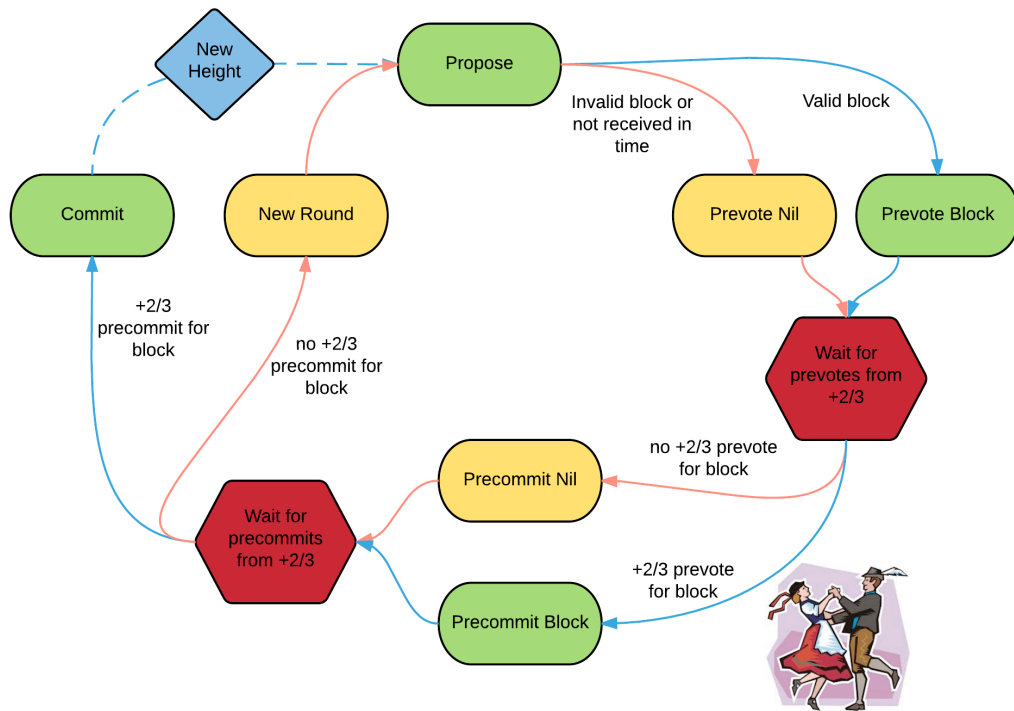 New
Height
Propose
Invalid block or
not received in
time
Valid block
Commit
New Round
Prevote Nil
Prevote Block
+2/3
precommit for
block
no +2/3
precommit for
block
Wait for
prevotes from
+2/3
no +2/3 prevote
for block
Precommit Nil
Wait for
precommits
from +2/3
+2/3 prevote
for block
Precommit Block